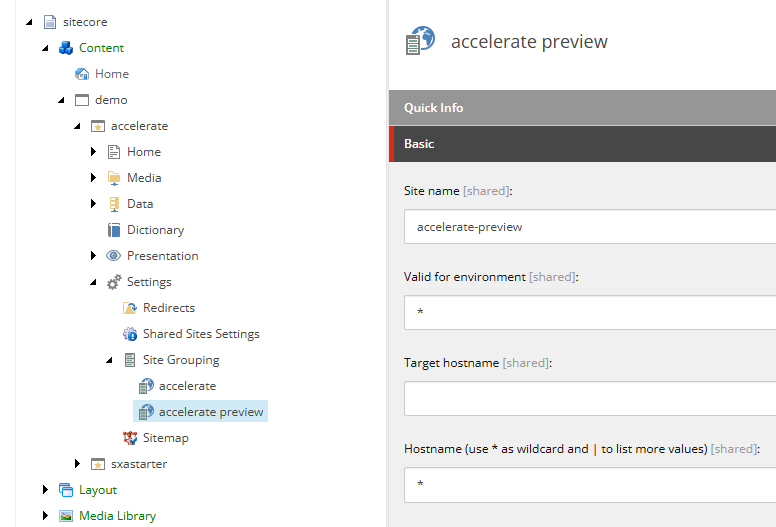 sitecore
Content
Home
demo
accelerate
Home
Media
Data
Dictionary
Presentation
Settings
Redirects
Shared Sites Settings
Site Grouping
accelerate
accelerate preview
Sitemap
sxastarter
Layout
Media Library
accelerate preview
Quick Info
Basic
Site name [shared]:
accelerate-preview
Valid for environment [shared]:
*
Target hostname [shared]:
Hostname (use * as wildcard and | to list more values) [shared]:
*